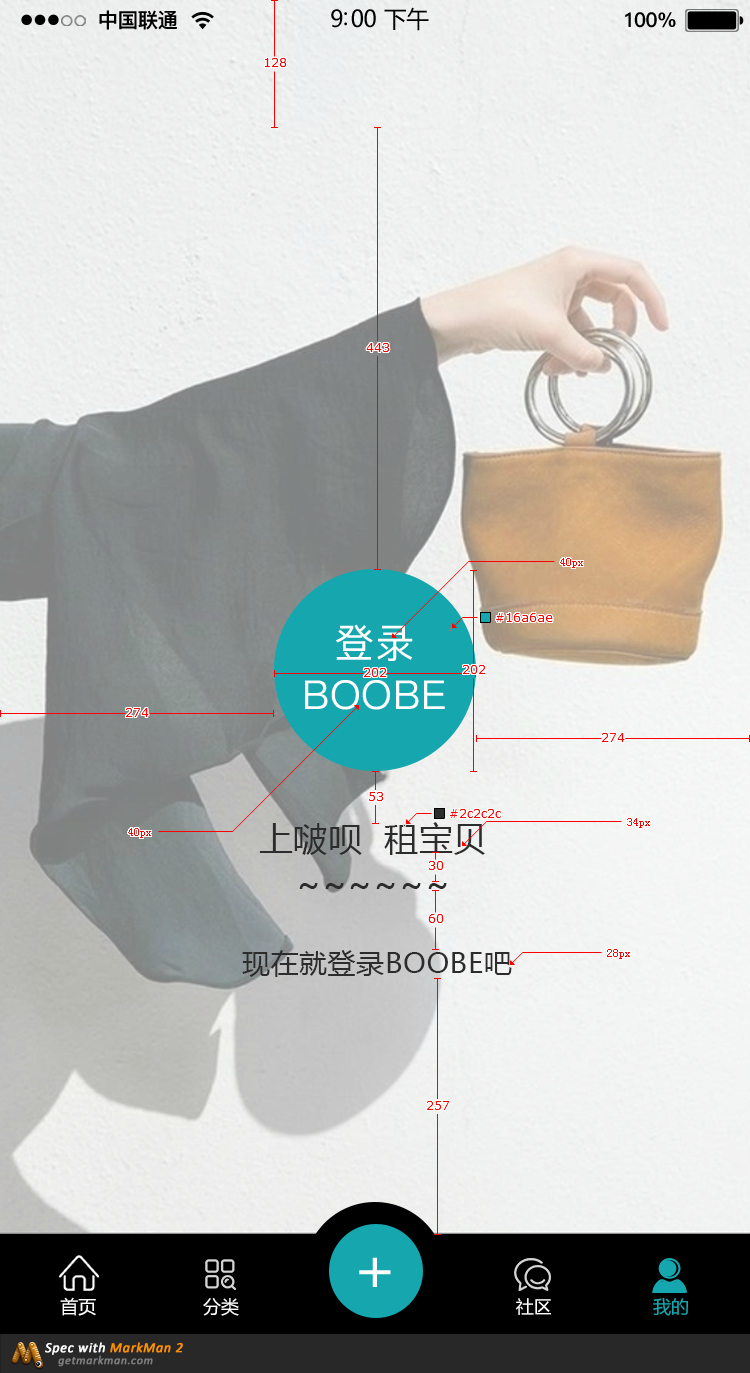 中国联通 9:00 下午 100%
128
443
40px
#16a6ae
登录
202 202
BOOBE
274
274
53
#2c2c2c
34px
40px
上啵呗 租宝贝
30
~~~~~~
60
28px
现在就登录BOOBE吧
257
+
首页 分类 社区 我的
Spec with MarkMan 2
getmarkman.com